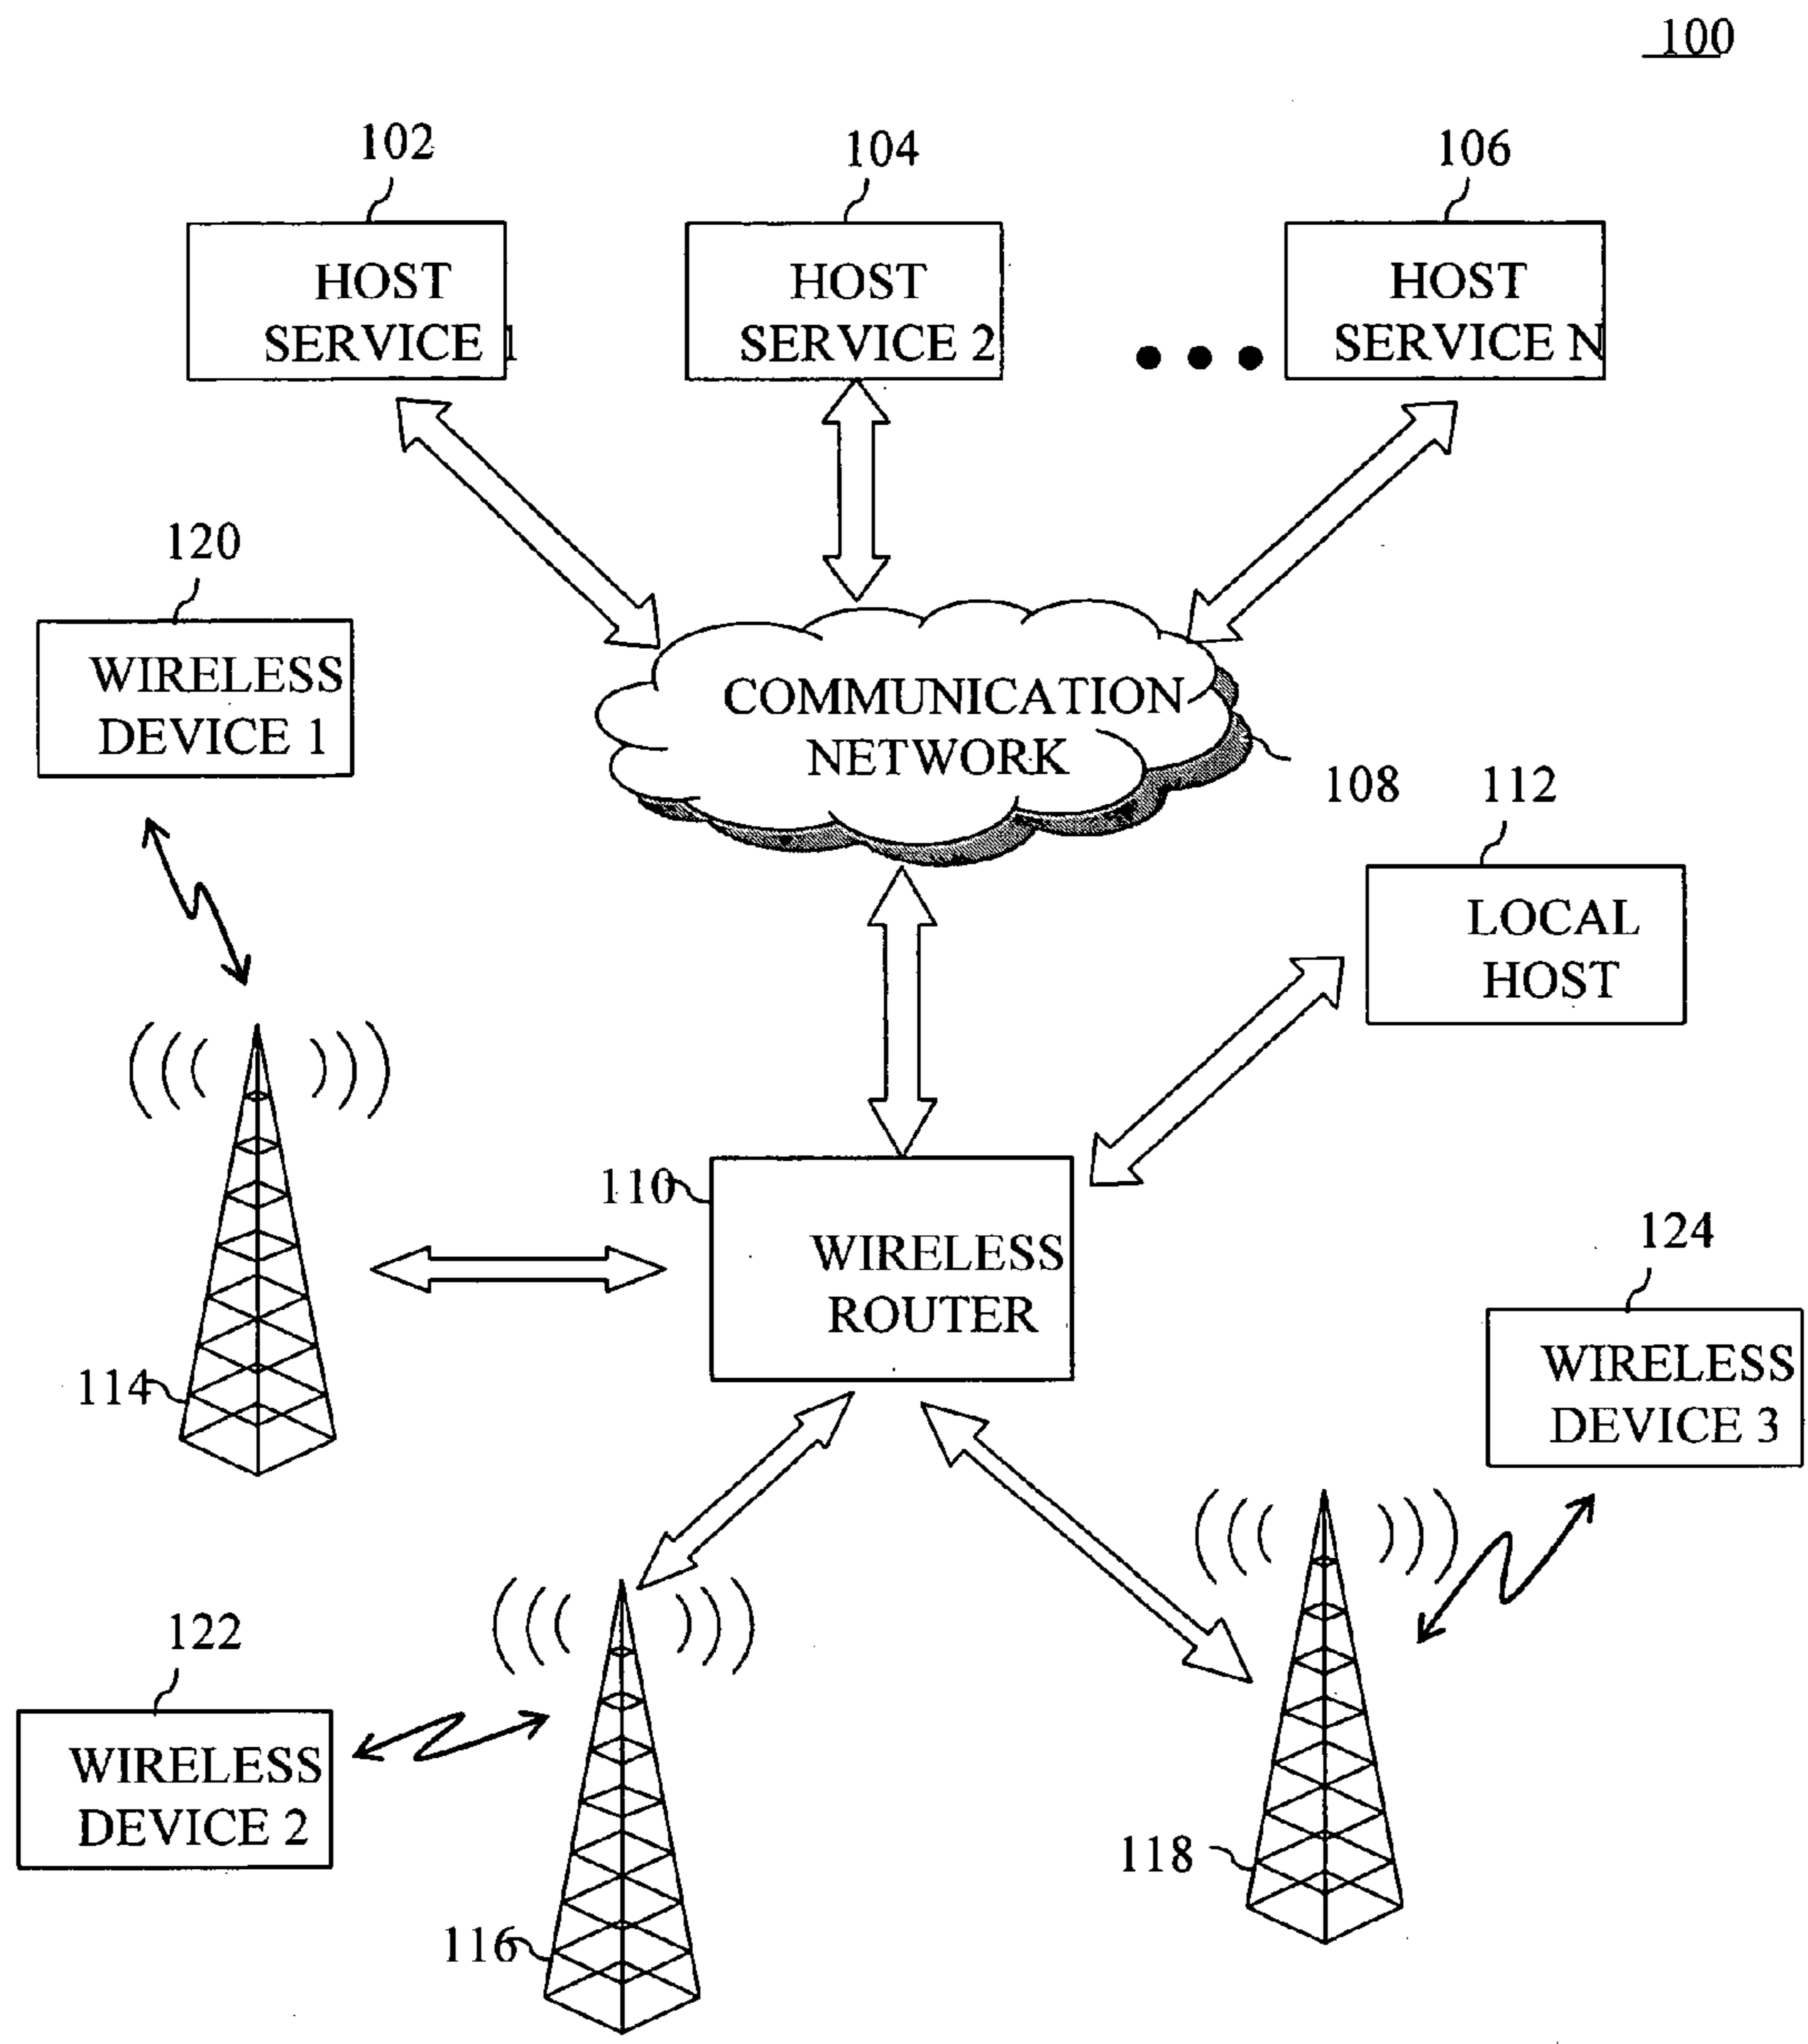 100
102
104
106
HOST
SERVICE 1
HOST
SERVICE 2
HOST
SERVICE N
120
WIRELESS
DEVICE 1
COMMUNICATION
NETWORK
108
112
LOCAL
HOST
110
WIRELESS
ROUTER
114
124
WIRELESS
DEVICE 3
122
WIRELESS
DEVICE 2
118
116